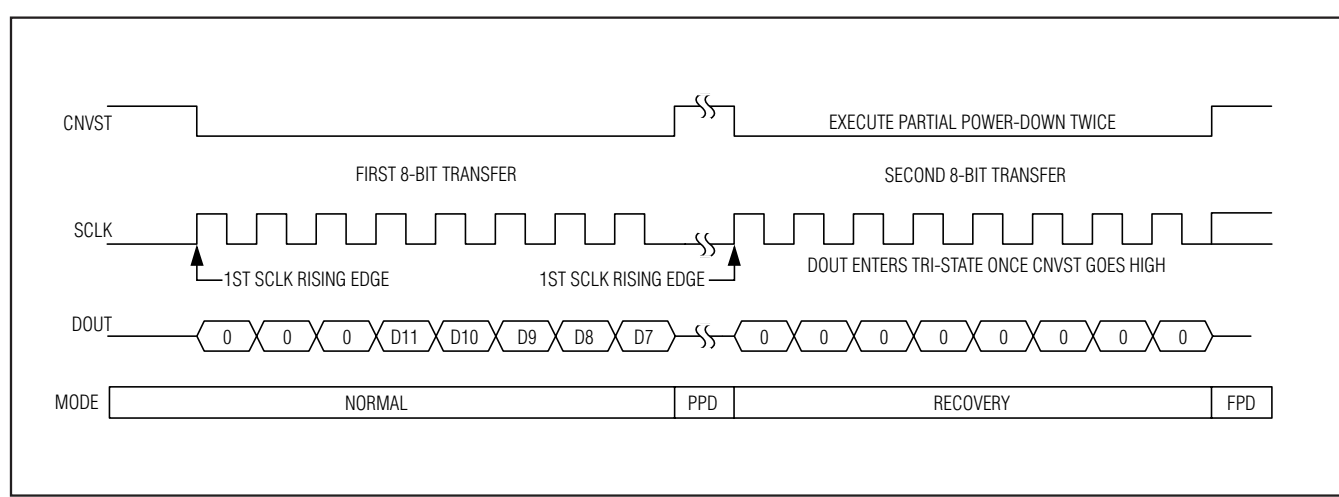 CNVST
EXECUTE PARTIAL POWER-DOWN TWICE
FIRST 8-BIT TRANSFER
SECOND 8-BIT TRANSFER
SCLK
1ST SCLK RISING EDGE
1ST SCLK RISING EDGE
DOUT ENTERS TRI-STATE ONCE CNVST GOES HIGH
DOUT
0 0 0 D11 D10 D9 D8 D7
0 0 0 0 0 0 0 0
MODE
NORMAL
PPD
RECOVERY
FPD